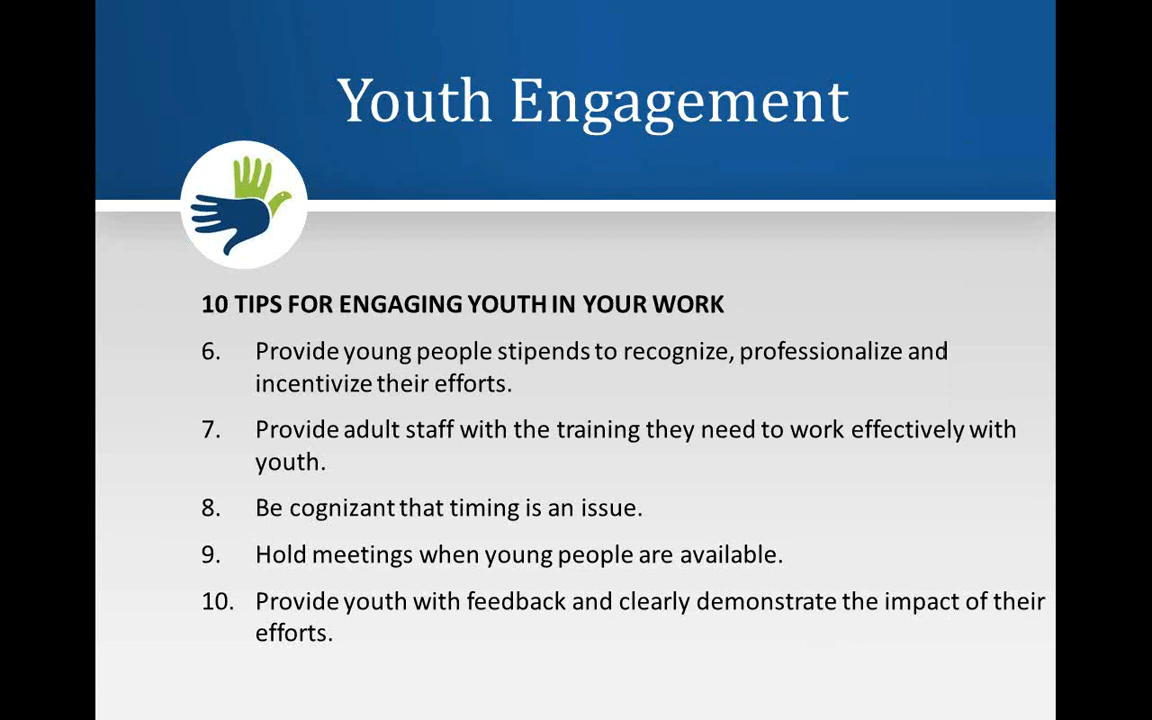 Youth Engagement
10 TIPS FOR ENGAGING YOUTH IN YOUR WORK
6. Provide young people stipends to recognize, professionalize and
incentivize their efforts.
7. Provide adult staff with the training they need to work effectively with
youth.
8. Be cognizant that timing is an issue.
9. Hold meetings when young people are available.
10. Provide youth with feedback and clearly demonstrate the impact of their
efforts.